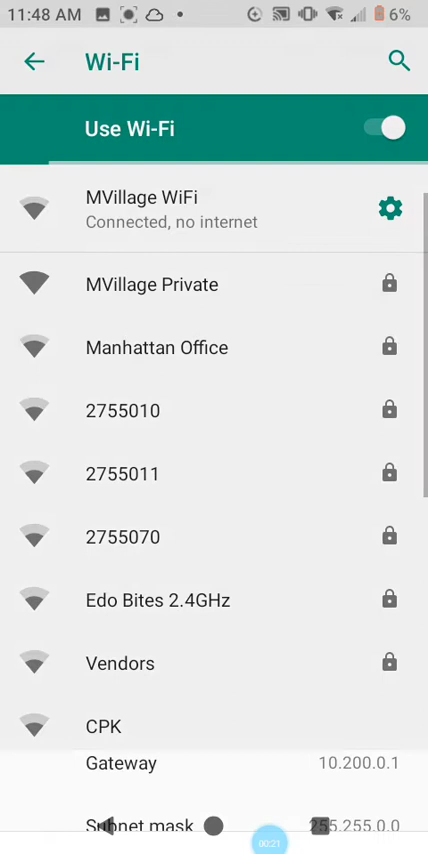 11:48 AM 6%
Wi-Fi
Use Wi-Fi
MVillage WiFi
Connected, no internet
MVillage Private
Manhattan Office
2755010
2755011
2755070
Edo Bites 2.4GHz
Vendors
CPK
Gateway 10.200.0.1
Subnet mask 255.255.0.0
00:21